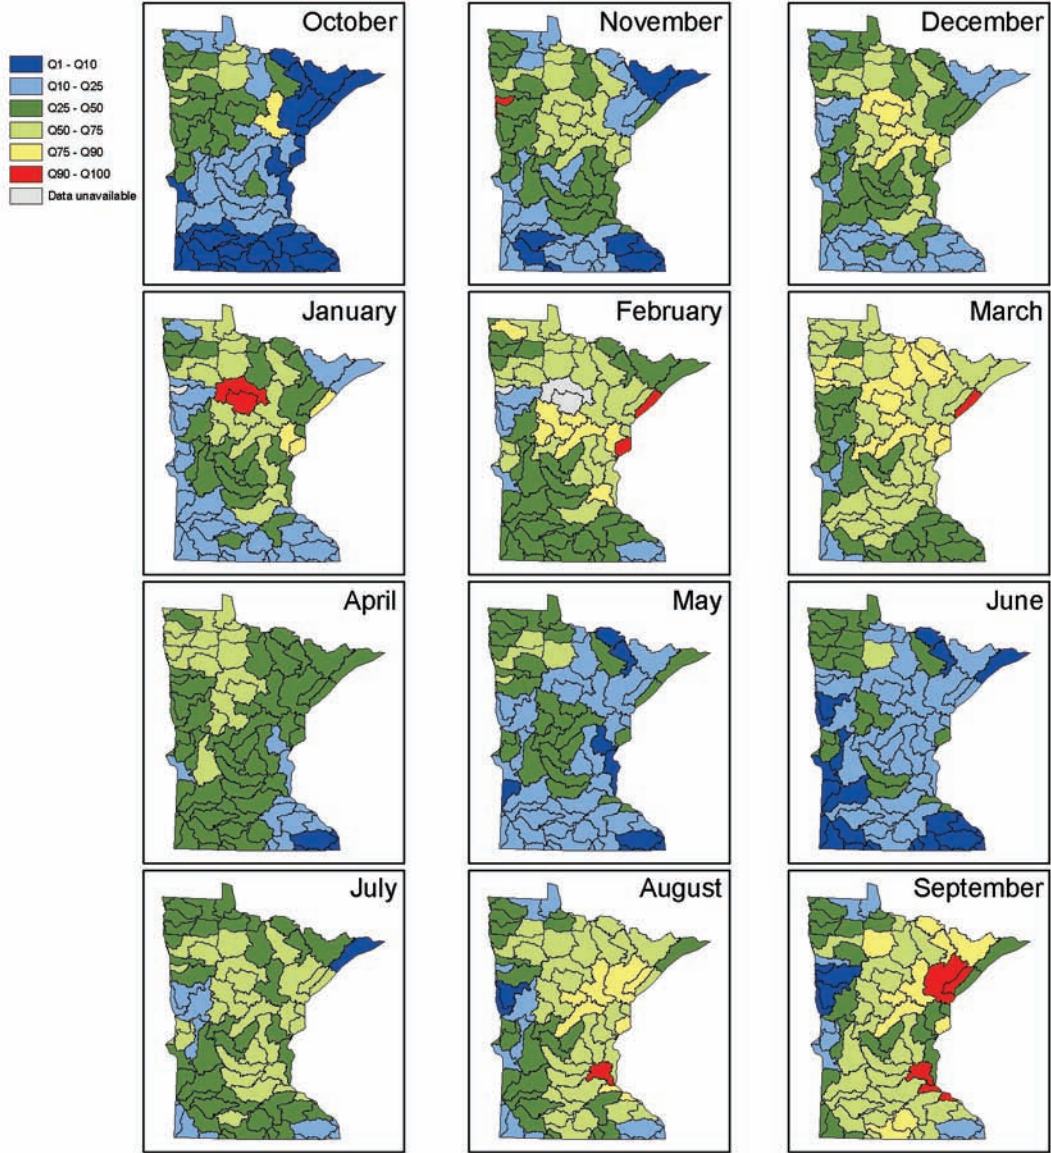 October
November
December
Q1 - Q10
Q10 - Q25
Q25 - Q50
Q50 - Q75
Q75 - Q90
Q90 - Q100
Data unavailable
January
February
March
April
May
June
July
August
September